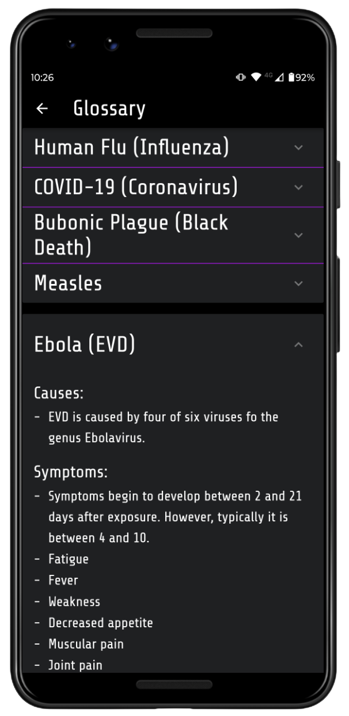 10:26
4G
92%
Glossary
Human Flu (Influenza)
COVID-19 (Coronavirus)
Bubonic Plague (Black
Death)
Measles
Ebola (EVD)
Causes:
- EVD is caused by four of six viruses fo the
genus Ebolavirus.
Symptoms:
- Symptoms begin to develop between 2 and 21
days after exposure. However, typically it is
between 4 and 10.
- Fatigue
- Fever
- Weakness
- Decreased appetite
- Muscular pain
- Joint pain